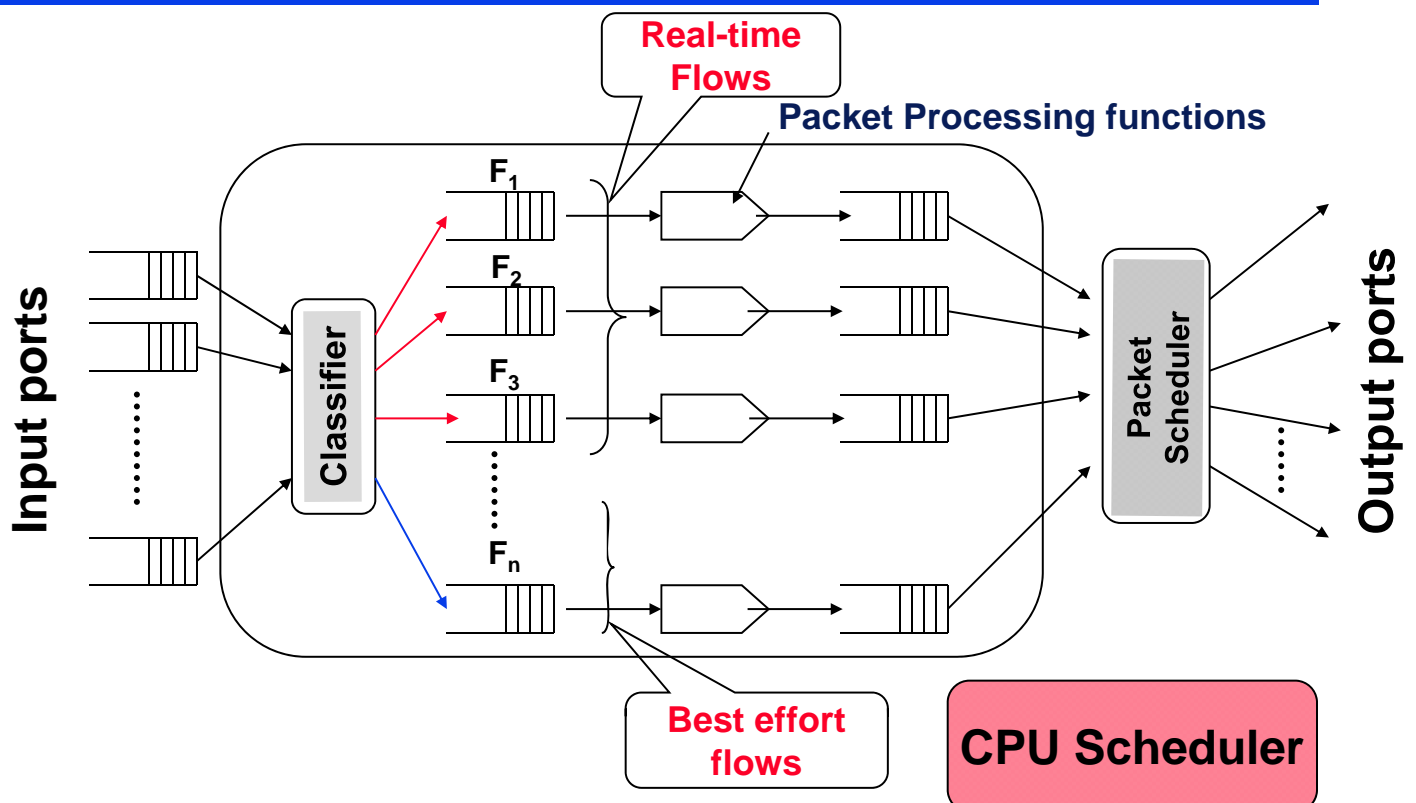 Real-time
Flows
Packet Processing functions
F1
F2
F3
Fn
Input ports
Classifier
Packet
Scheduler
Output ports
Best effort
flows
CPU Scheduler